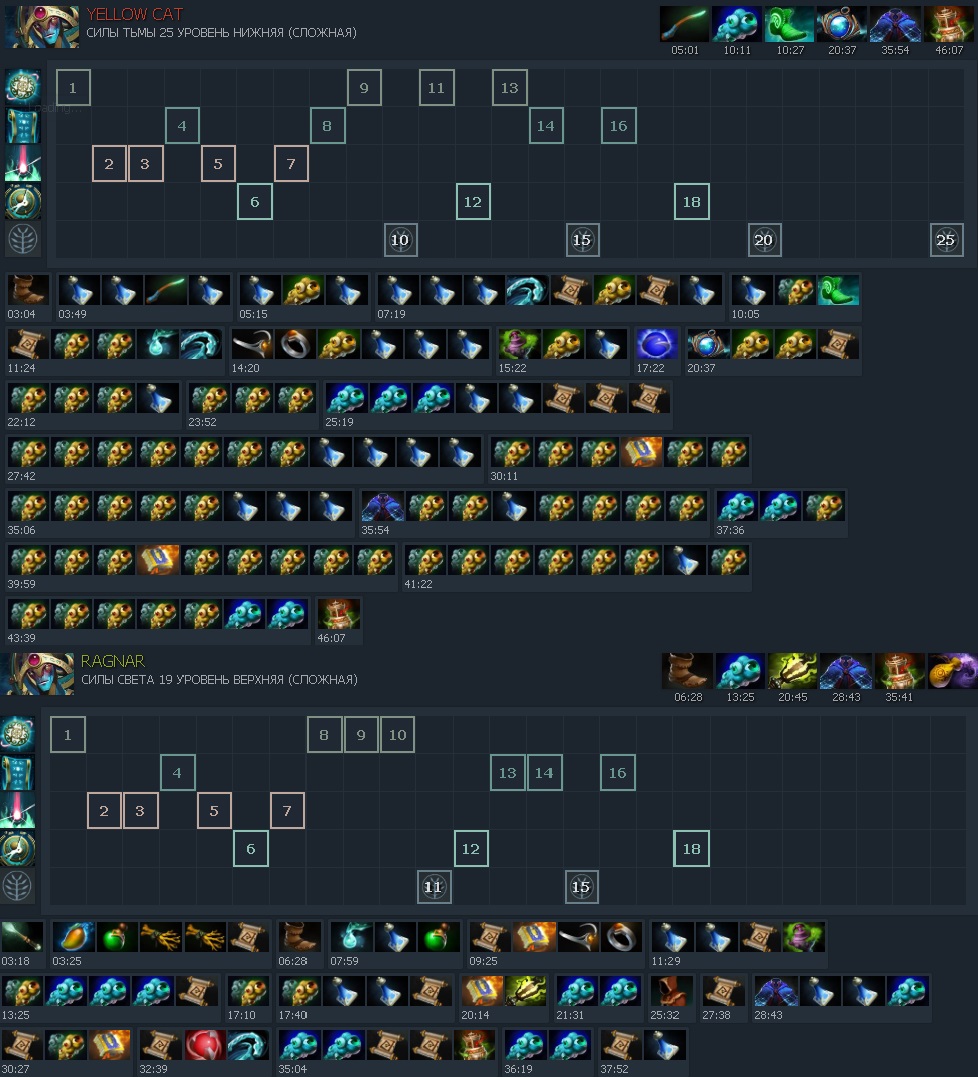 YELLOW CAT
СИЛЫ ТЬМЫ 25 УРОВЕНЬ НИЖНЯЯ (СЛОЖНАЯ)
05:01 10:11 10:27 20:37 35:54 46:07
1 9 11 13
4 8 14 16
2 3 5 7
6 12 18
10 15 20 25
03:04 03:49 05:15 07:19 10:05
11:24 14:20 15:22 17:22 20:37
22:12 23:52 25:19
27:42 30:11
35:06 35:54 37:36
39:59 41:22
43:39 46:07
RAGNAR
СИЛЫ СВЕТА 19 УРОВЕНЬ ВЕРХНЯЯ (СЛОЖНАЯ)
06:28 13:25 20:45 28:43 35:41
1 8 9 10
4 13 14 16
2 3 5 7
6 12 18
11 15
03:18 03:25 06:28 07:59 09:25 11:29
13:25 17:10 17:40 20:14 21:31 25:32 27:38 28:43
30:27 32:39 35:04 36:19 37:52